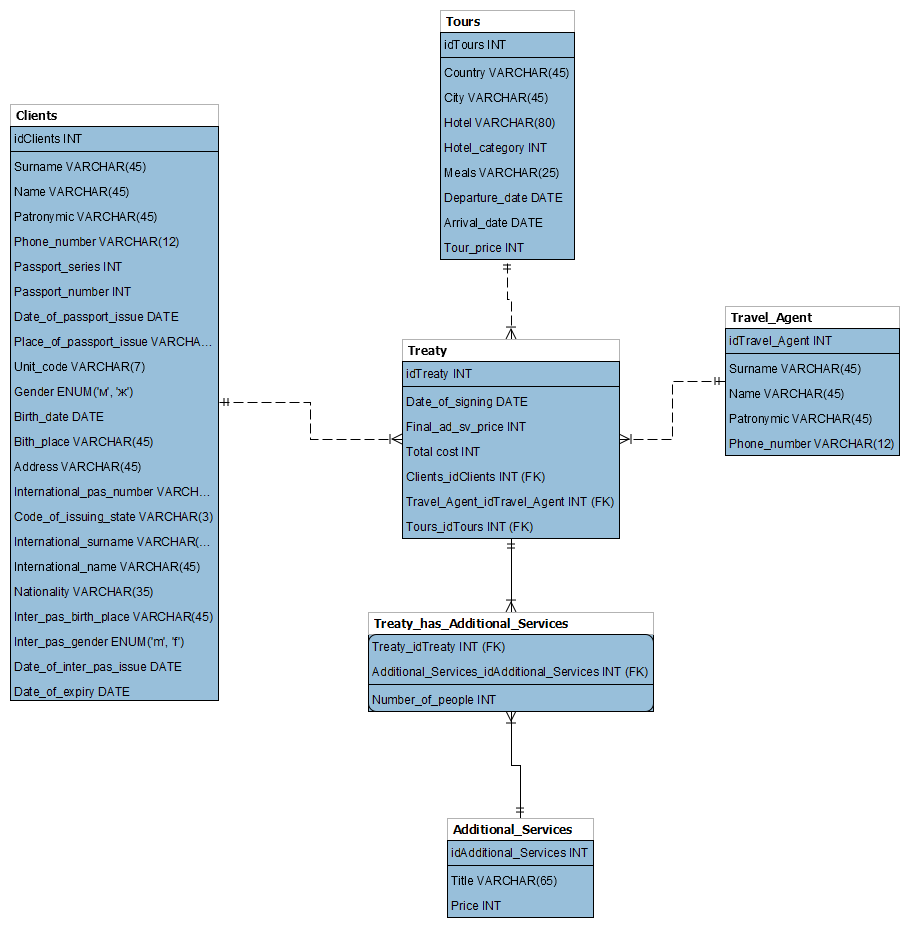 Tours
idTours INT
Country VARCHAR(45)
City VARCHAR(45)
Hotel VARCHAR(80)
Hotel_category INT
Meals VARCHAR(25)
Departure_date DATE
Arrival_date DATE
Tour_price INT
Clients
idClients INT
Surname VARCHAR(45)
Name VARCHAR(45)
Patronymic VARCHAR(45)
Phone_number VARCHAR(12)
Passport_series INT
Passport_number INT
Date_of_passport_issue DATE
Place_of_passport_issue VARCHA...
Unit_code VARCHAR(7)
Gender ENUM('м', 'ж')
Birth_date DATE
Bith_place VARCHAR(45)
Address VARCHAR(45)
International_pas_number VARCH...
Code_of_issuing_state VARCHAR(3)
International_surname VARCHAR(...
International_name VARCHAR(45)
Nationality VARCHAR(35)
Inter_pas_birth_place VARCHAR(45)
Inter_pas_gender ENUM('m', 'f')
Date_of_inter_pas_issue DATE
Date_of_expiry DATE
Travel_Agent
idTravel_Agent INT
Surname VARCHAR(45)
Name VARCHAR(45)
Patronymic VARCHAR(45)
Phone_number VARCHAR(12)
Treaty
idTreaty INT
Date_of_signing DATE
Final_ad_sv_price INT
Total cost INT
Clients_idClients INT (FK)
Travel_Agent_idTravel_Agent INT (FK)
Tours_idTours INT (FK)
Treaty_has_Additional_Services
Treaty_idTreaty INT (FK)
Additional_Services_idAdditional_Services INT (FK)
Number_of_people INT
Additional_Services
idAdditional_Services INT
Title VARCHAR(65)
Price INT